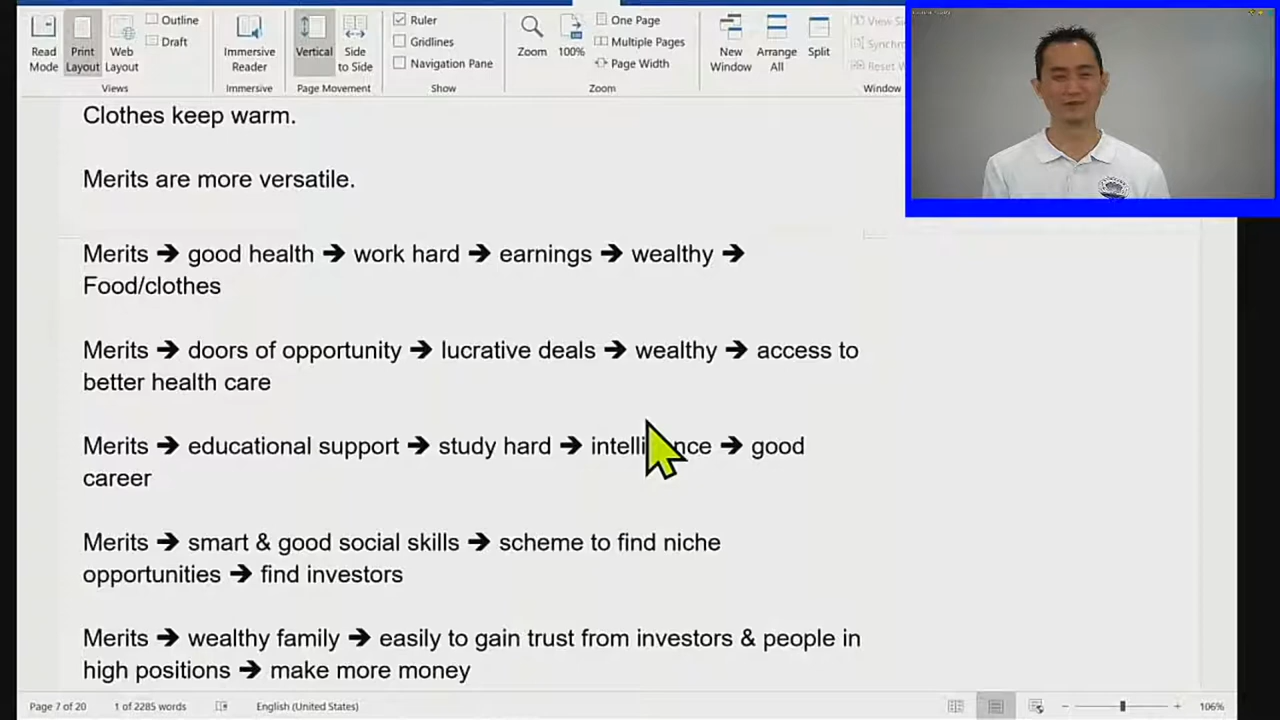 Outline
Draft
Read Mode
Print Layout
Web Layout
Views
Immersive Reader
Immersive
Vertical
Side to Side
Page Movement
Ruler
Gridlines
Navigation Pane
Show
Zoom
100%
One Page
Multiple Pages
Page Width
Zoom
New Window
Arrange All
Split
View Si
Synchro
Reset W
Window
Clothes keep warm.
Merits are more versatile.
Merits ➔ good health ➔ work hard ➔ earnings ➔ wealthy ➔
Food/clothes
Merits ➔ doors of opportunity ➔ lucrative deals ➔ wealthy ➔ access to
better health care
Merits ➔ educational support ➔ study hard ➔ intelli nce ➔ good
career
Merits ➔ smart & good social skills ➔ scheme to find niche
opportunities ➔ find investors
Merits ➔ wealthy family ➔ easily to gain trust from investors & people in
high positions ➔ make more money
Page 7 of 20
1 of 2285 words
English (United States)
106%